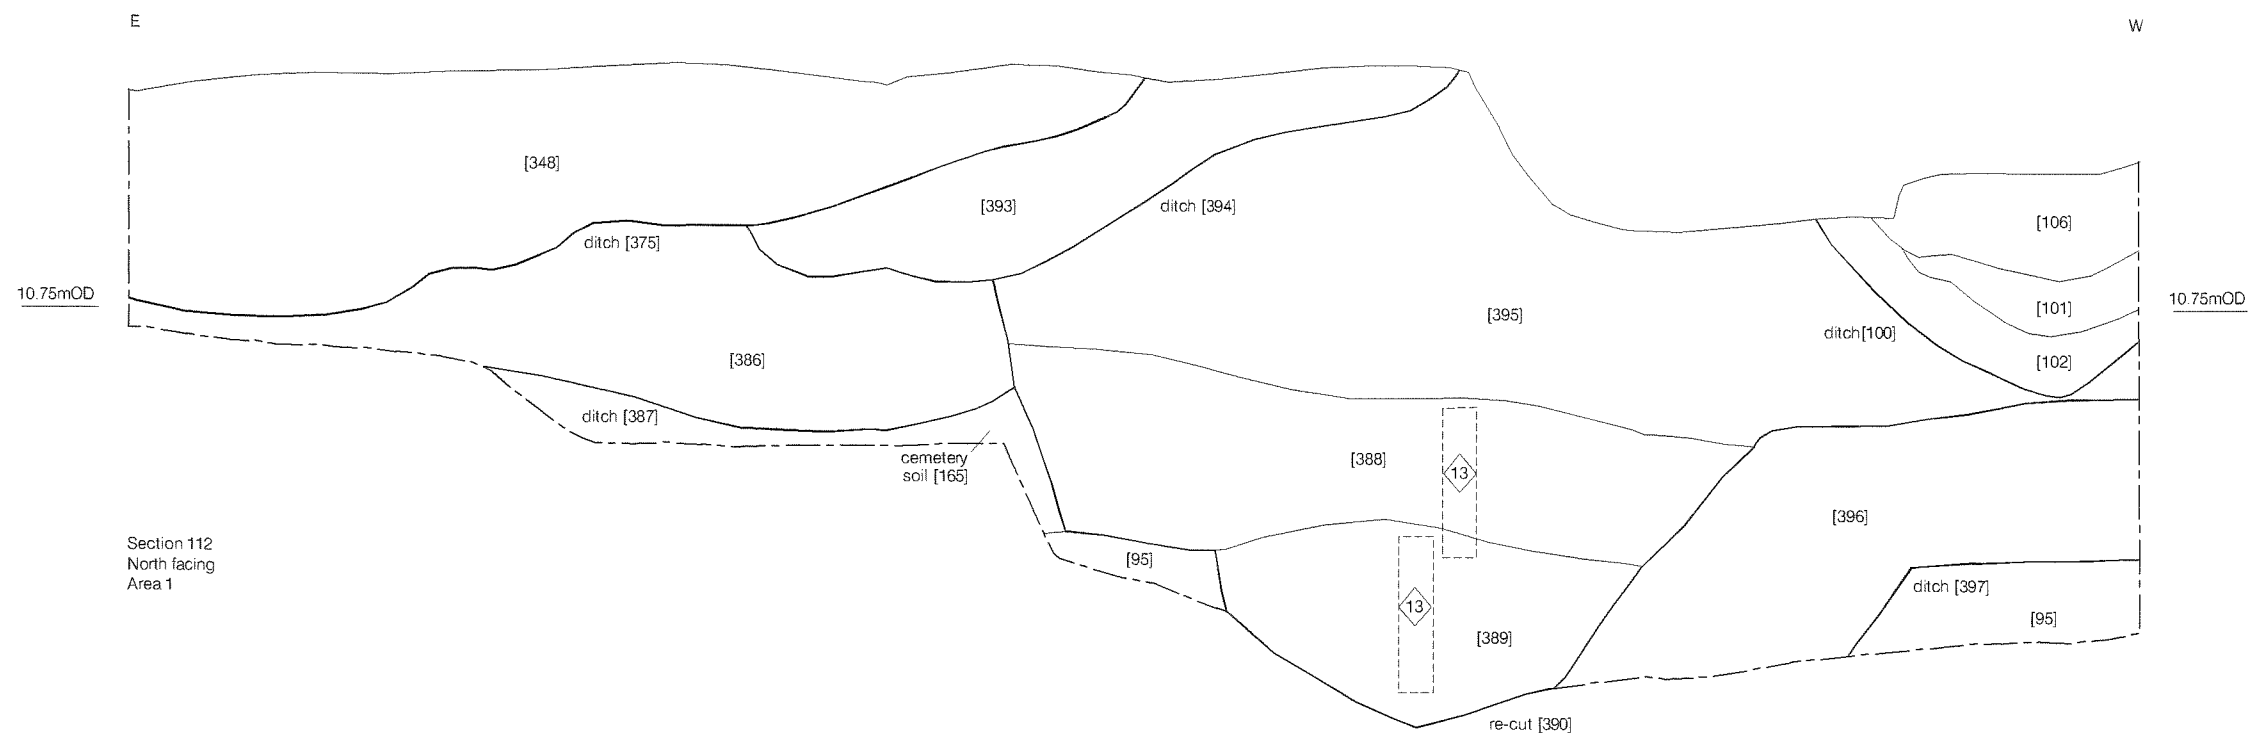 E
W
[348]
[106]
[393]
ditch [394]
ditch [375]
10.75mOD
10.75mOD
[101]
[395]
ditch[100]
[386]
[102]
ditch [387]
cemetery
soil [165]
[388]
13
[396]
Section 112
North facing
Area 1
[95]
ditch [397]
13
[95]
[389]
re-cut [390]